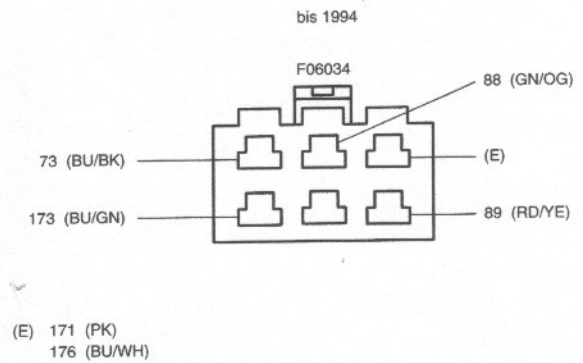 bis 1994
F06034
88 (GN/OG)
73 (BU/BK)
(E)
173 (BU/GN)
89 (RD/YE)
(E) 171 (PK)
176 (BU/WH)